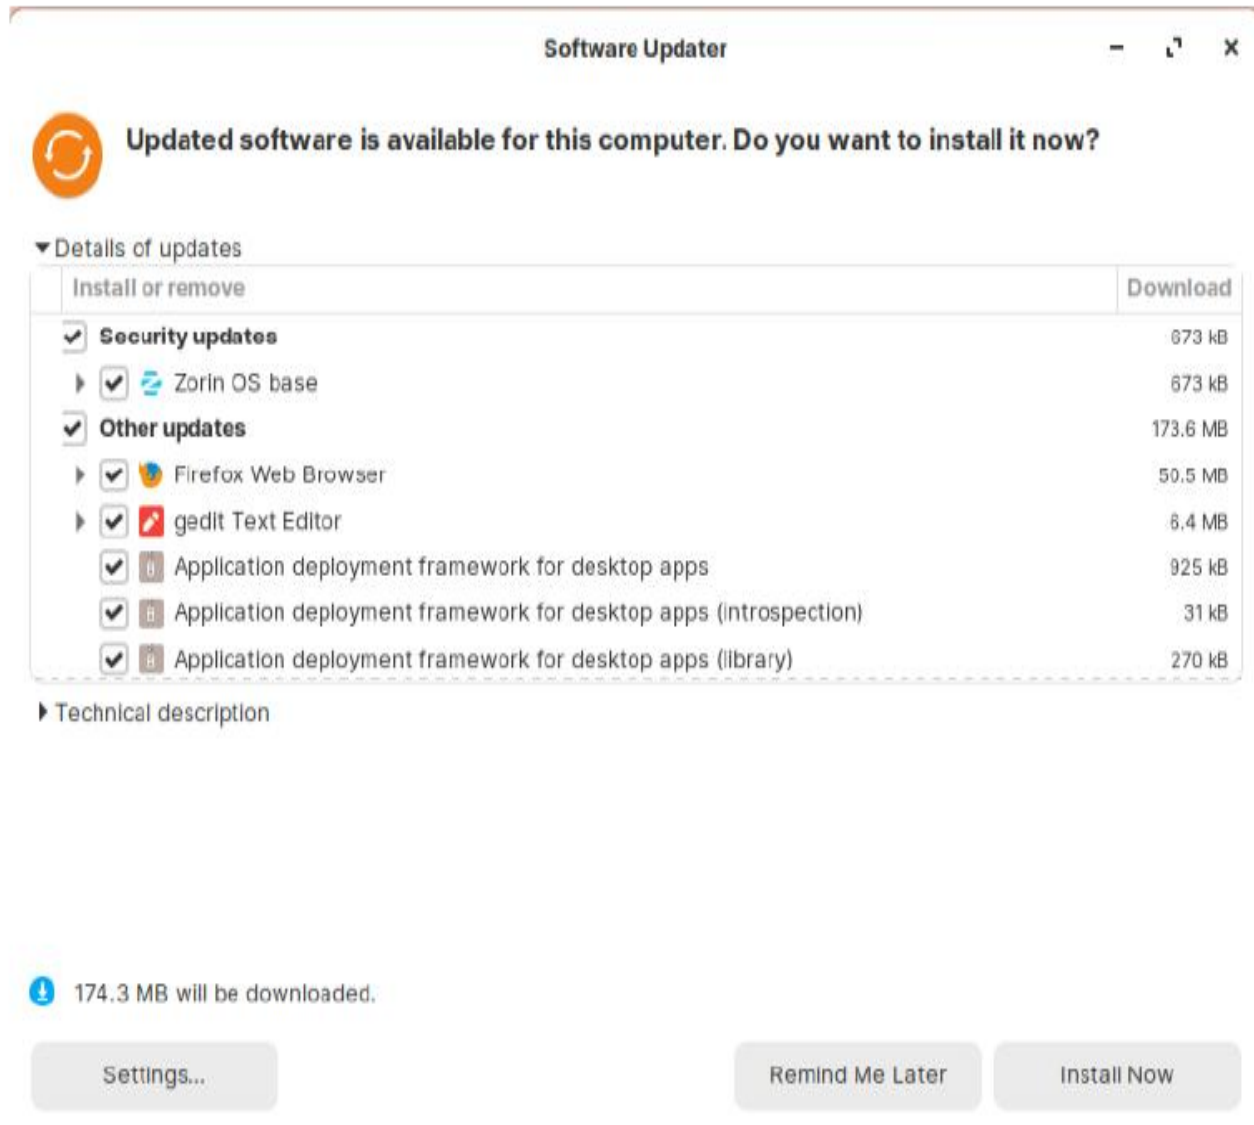 Software Updater
Updated software is available for this computer. Do you want to install it now?
Details of updates
Install or remove Download
Security updates 673 kB
Zorin OS base 673 kB
Other updates 173.6 MB
Firefox Web Browser 50.5 MB
gedit Text Editor 6.4 MB
Application deployment framework for desktop apps 925 kB
Application deployment framework for desktop apps (introspection) 31 kB
Application deployment framework for desktop apps (library) 270 kB
Technical description
174.3 MB will be downloaded.
Settings... Remind Me Later Install Now